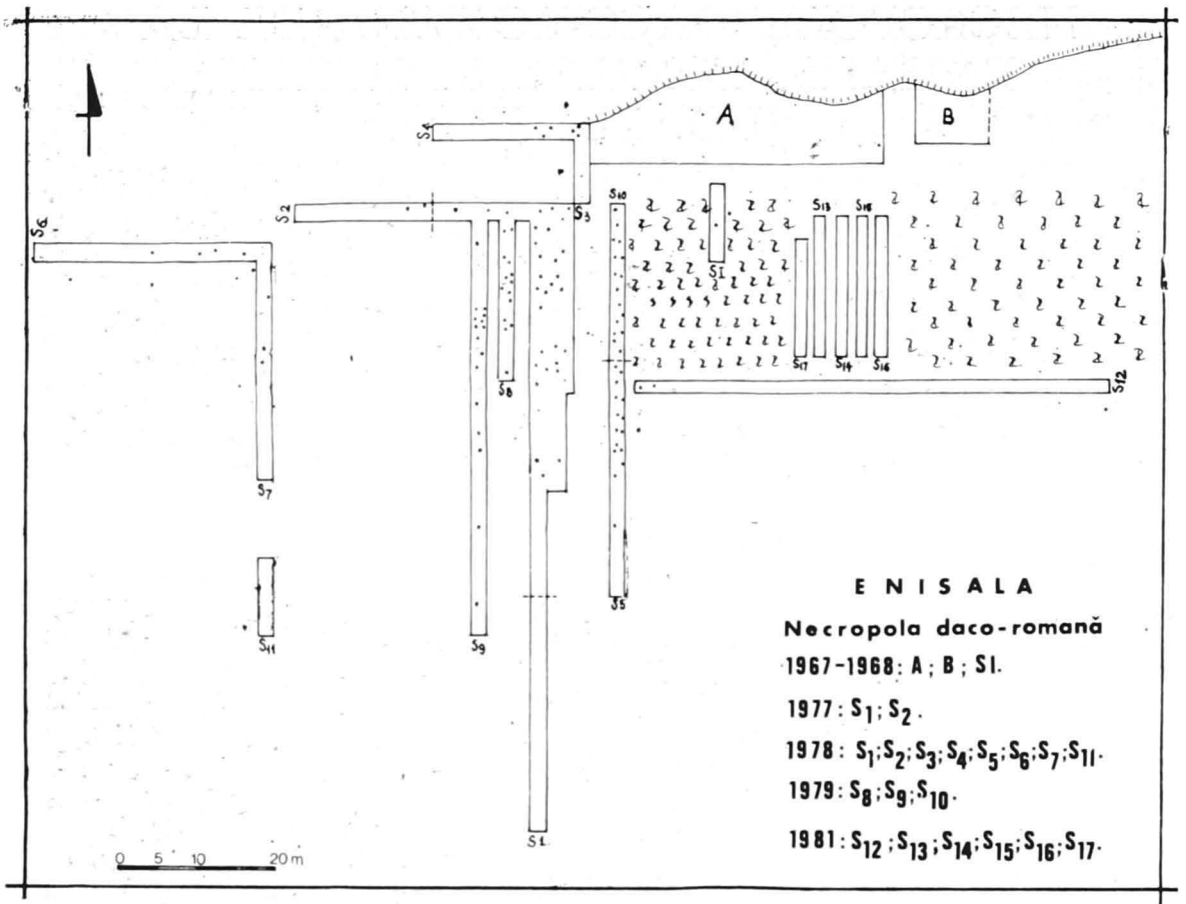 A
B
S4
S2
S3
S10
S6
S13
S15
SI
S17
S14
S16
S8
S12
S7
S5
S11
S9
S1
E N I S A L A
Necropola daco-romană
1967-1968: A; B; SI.
1977: S1; S2.
1978: S1;S2;S3;S4;S5;S6;S7;S11.
1979: S8;S9;S10.
1981: S12;S13;S14;S15;S16;S17.
0 5 10 20 m